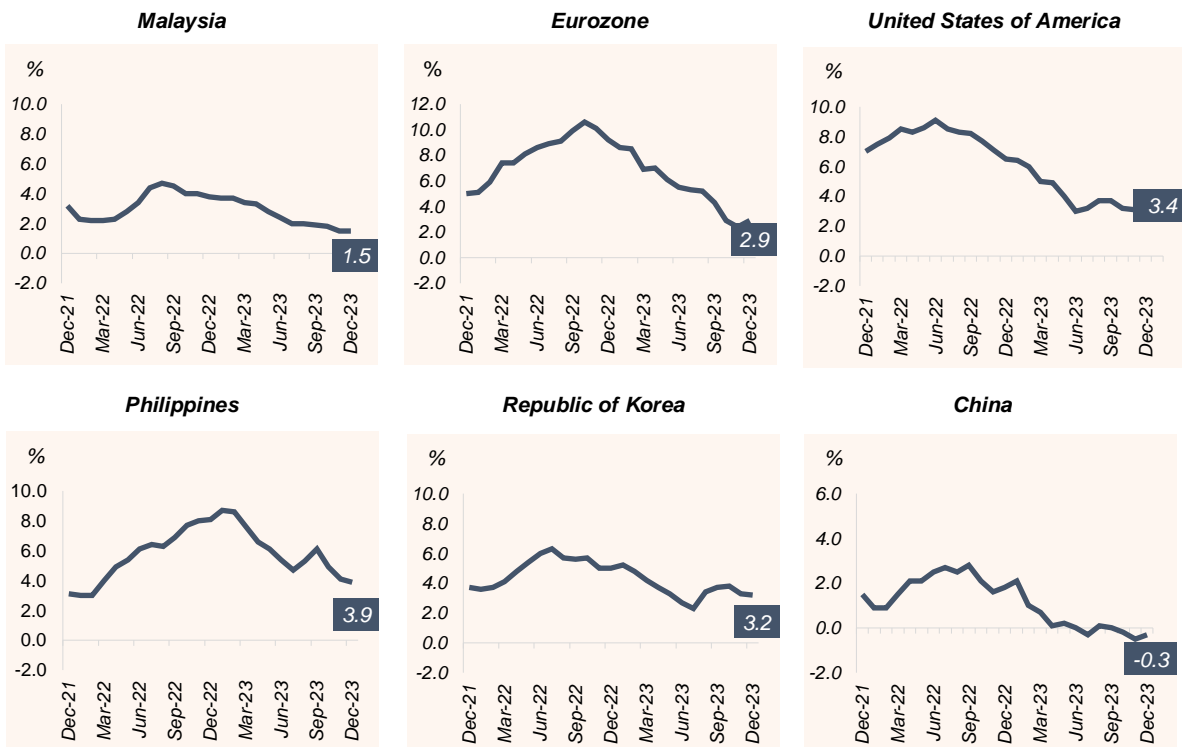 Malaysia
%
10.0
8.0
6.0
4.0
2.0
0.0
-2.0
1.5
Dec-21
Mar-22
Jun-22
Sep-22
Dec-22
Mar-23
Jun-23
Sep-23
Dec-23
Eurozone
%
12.0
10.0
8.0
6.0
4.0
2.0
0.0
-2.0
2.9
Dec-21
Mar-22
Jun-22
Sep-22
Dec-22
Mar-23
Jun-23
Sep-23
Dec-23
United States of America
%
10.0
8.0
6.0
4.0
2.0
0.0
-2.0
3.4
Dec-21
Mar-22
Jun-22
Sep-22
Dec-22
Mar-23
Jun-23
Sep-23
Dec-23
Philippines
%
10.0
8.0
6.0
4.0
2.0
0.0
-2.0
3.9
Dec-21
Mar-22
Jun-22
Sep-22
Dec-22
Mar-23
Jun-23
Sep-23
Dec-23
Republic of Korea
%
10.0
8.0
6.0
4.0
2.0
0.0
-2.0
3.2
Dec-21
Mar-22
Jun-22
Sep-22
Dec-22
Mar-23
Jun-23
Sep-23
Dec-23
China
%
6.0
4.0
2.0
0.0
-2.0
-0.3
Dec-21
Mar-22
Jun-22
Sep-22
Dec-22
Mar-23
Jun-23
Sep-23
Dec-23